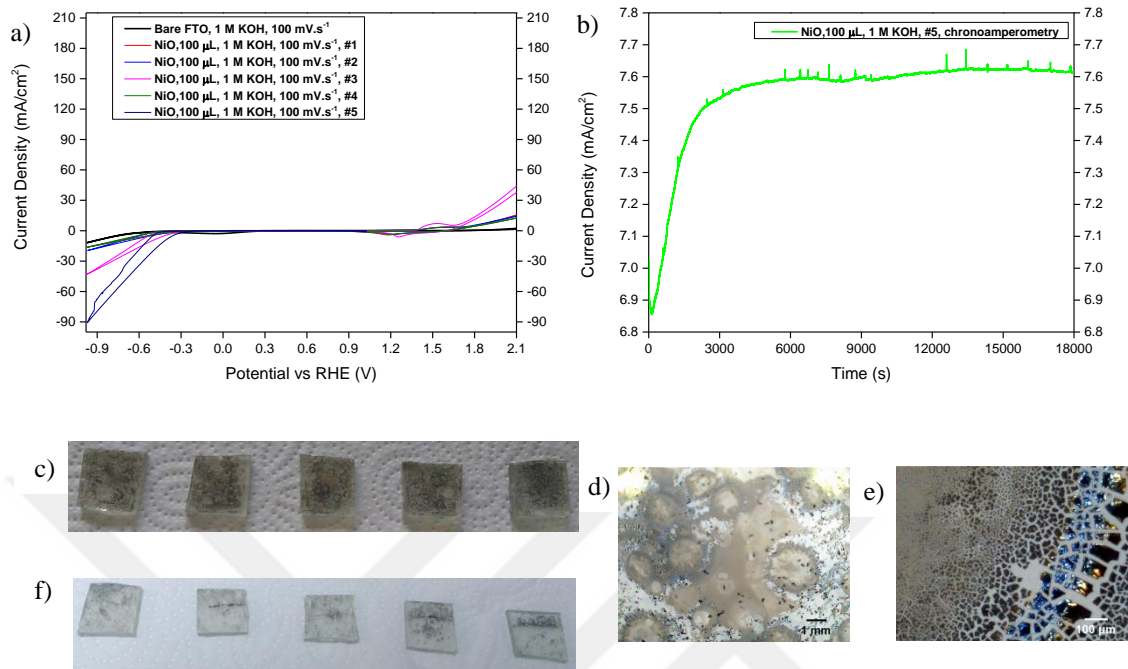 a)
Bare FTO, 1 M KOH, 100 mV.s⁻¹
NiO,100 µL, 1 M KOH, 100 mV.s⁻¹, #1
NiO,100 µL, 1 M KOH, 100 mV.s⁻¹, #2
NiO,100 µL, 1 M KOH, 100 mV.s⁻¹, #3
NiO,100 µL, 1 M KOH, 100 mV.s⁻¹, #4
NiO,100 µL, 1 M KOH, 100 mV.s⁻¹, #5
Current Density (mA/cm²)
210 210
180 180
150 150
120 120
90 90
60 60
30 30
0 0
-30 -30
-60 -60
-90 -90
-0.9 -0.6 -0.3 0.0 0.3 0.6 0.9 1.2 1.5 1.8 2.1
Potential vs RHE (V)
b)
NiO,100 µL, 1 M KOH, #5, chronoamperometry
Current Density (mA/cm²)
7.8 7.8
7.7 7.7
7.6 7.6
7.5 7.5
7.4 7.4
7.3 7.3
7.2 7.2
7.1 7.1
7.0 7.0
6.9 6.9
6.8 6.8
0 3000 6000 9000 12000 15000 18000
Time (s)
c)
d)
1 mm
e)
100 µm
f)